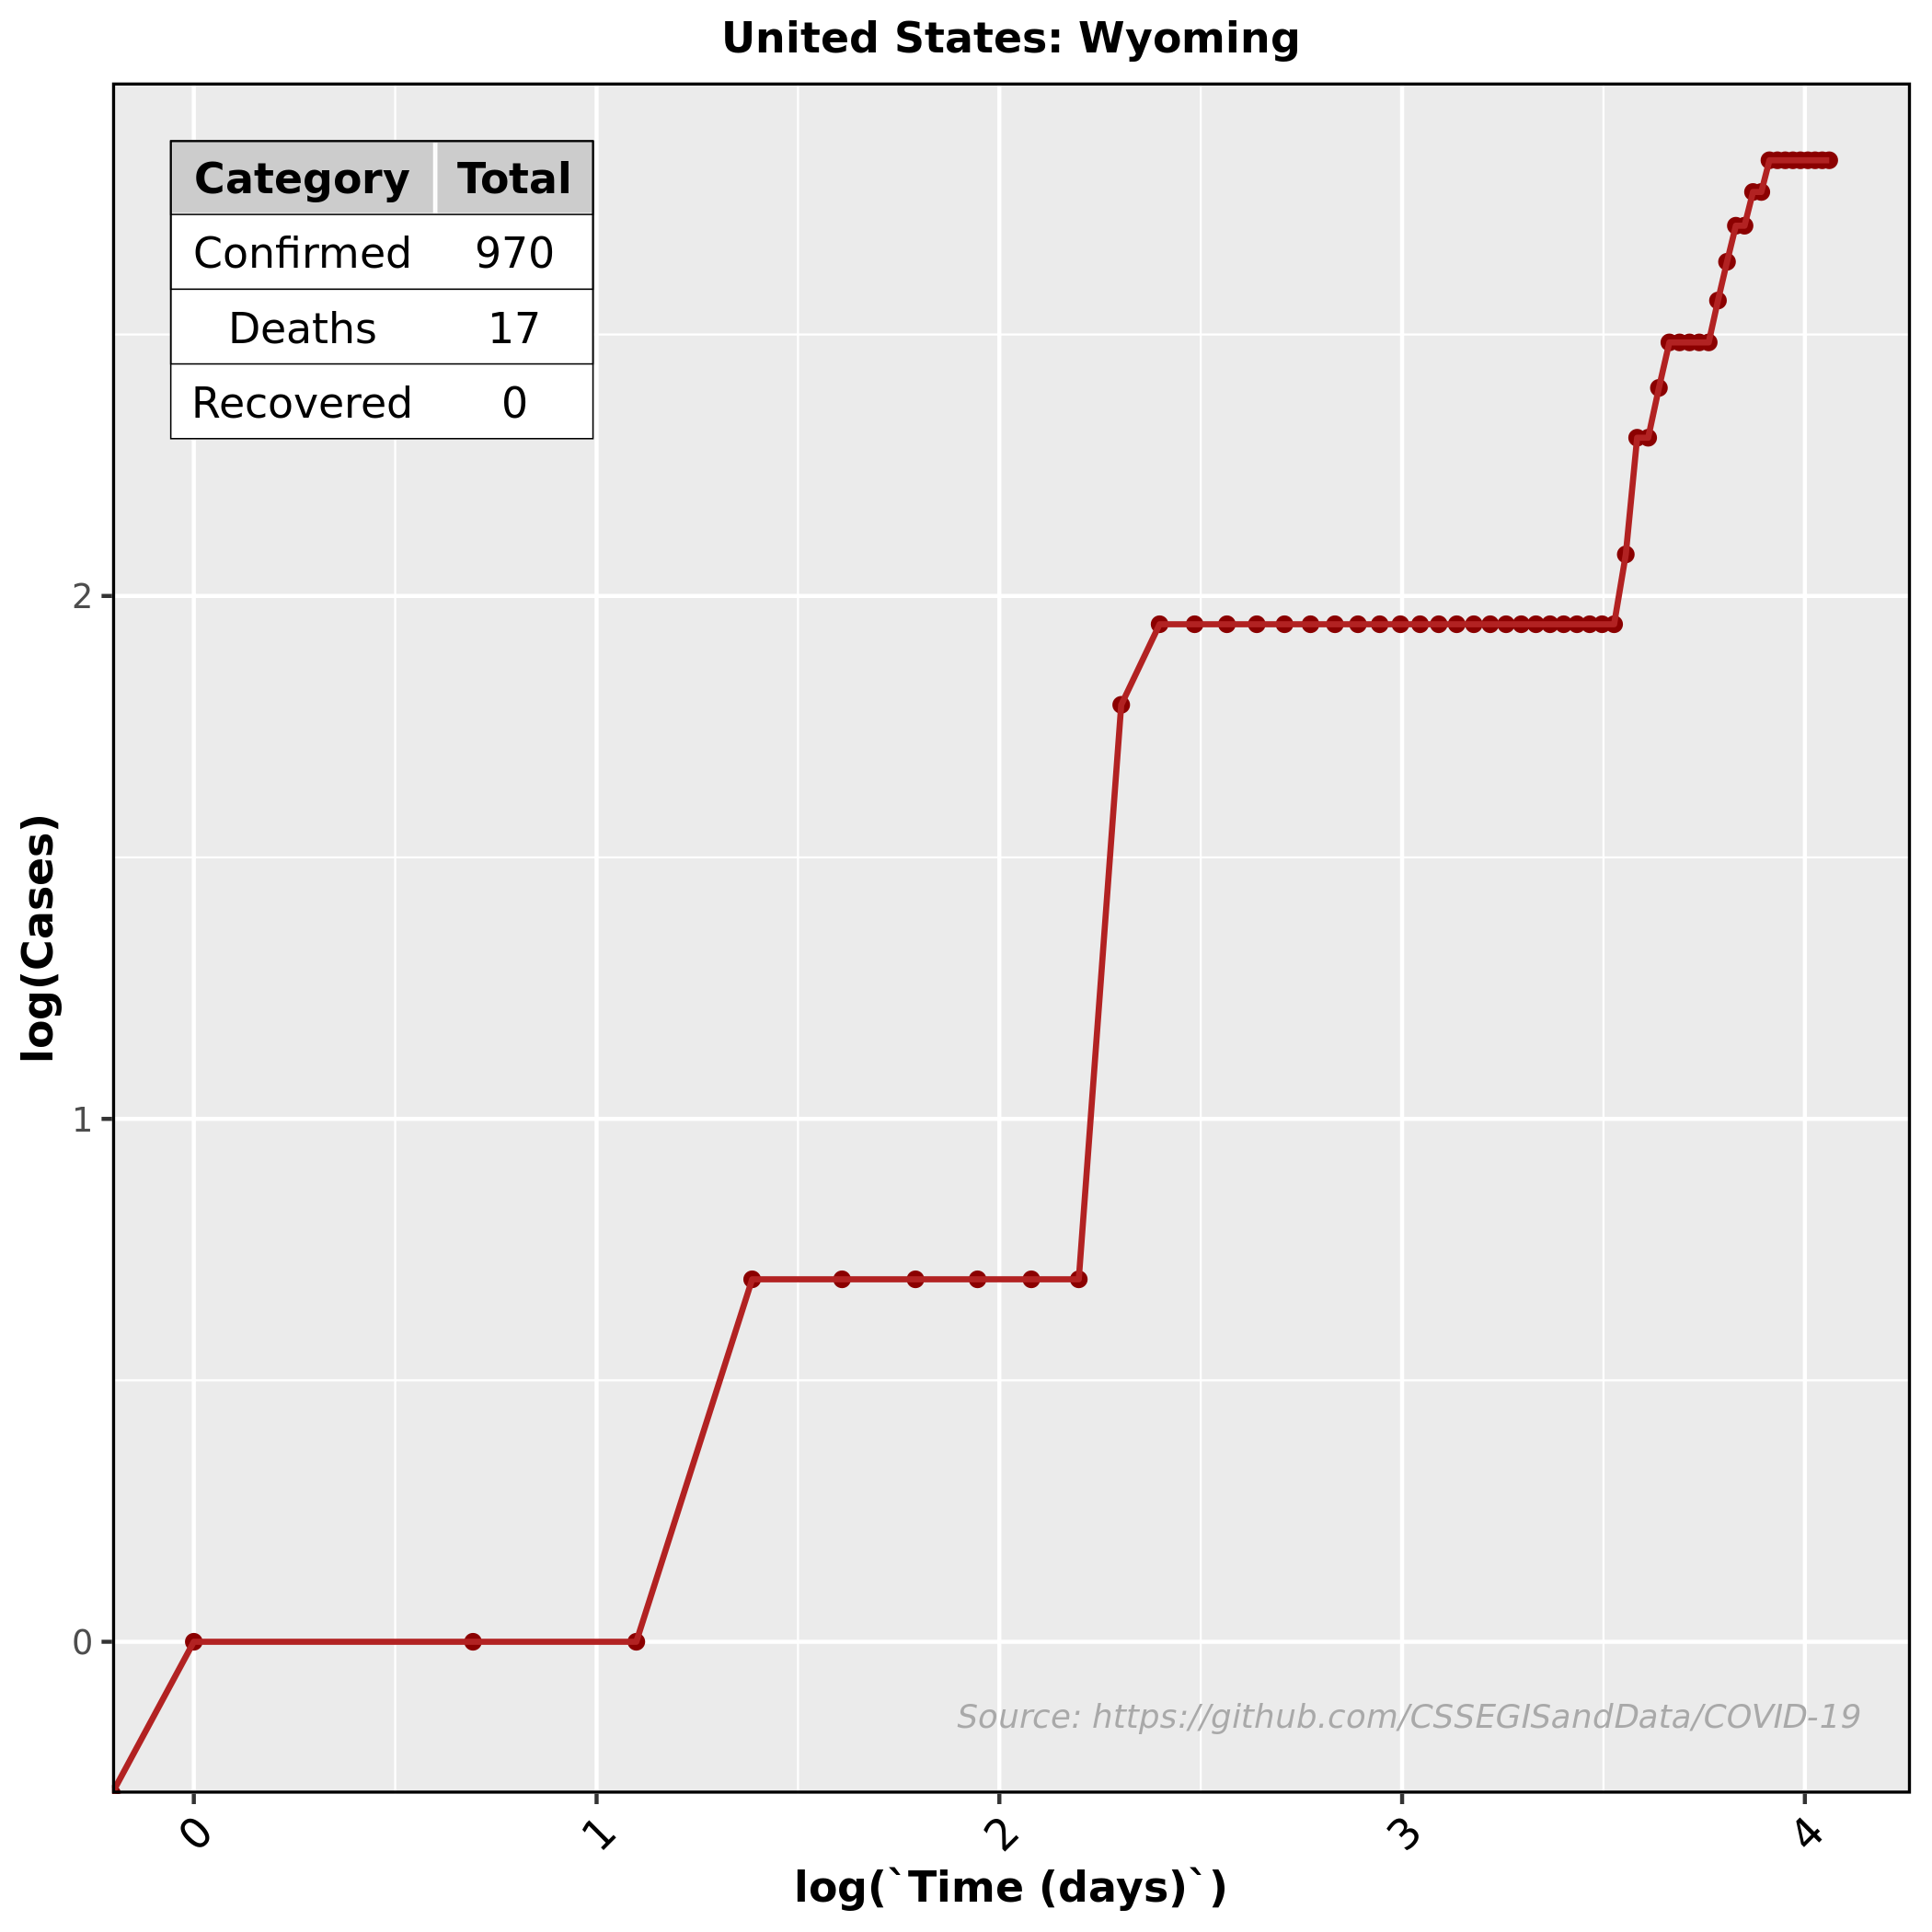 United States: Wyoming
Category Total
Confirmed 970
Deaths 17
Recovered 0
log(Cases)
2
1
0
Source: https://github.com/CSSEGISandData/COVID-19
0 1 2 3 4
log(`Time (days)`)